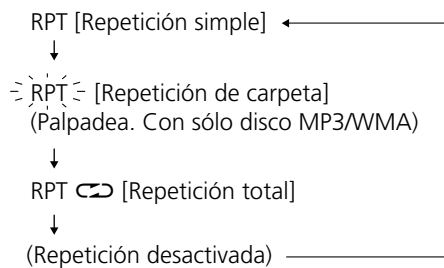 RPT [Repetición simple]
RPT [Repetición de carpeta]
(Palpadea. Con sólo disco MP3/WMA)
RPT [Repetición total]
(Repetición desactivada)